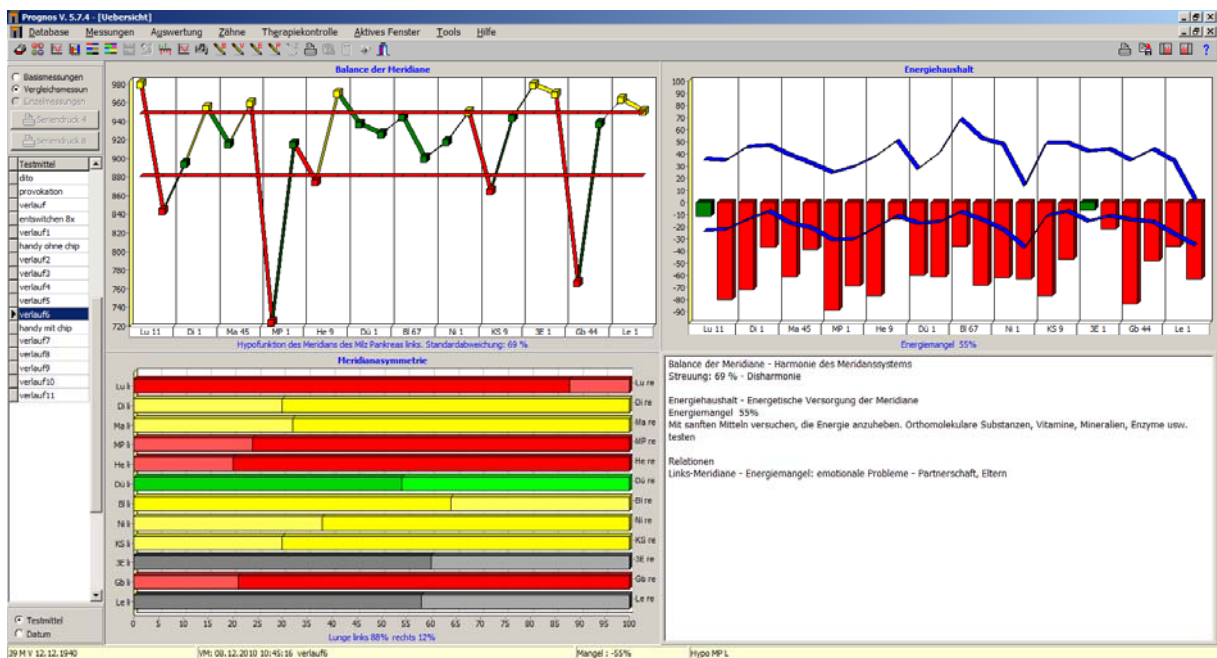 Prognos V. 5.7.4 - [Uebersicht]
Database Messungen Auswertung Zähne Therapiekontrolle Aktives Fenster Tools Hilfe
Basismessungen
Vergleichsmessun
Einzelmessungen
Seriendruck 4
Seriendruck 8
Testmittel
dito
provokation
verlauf
entswitchen 8x
verlauf1
handy ohne chip
verlauf2
verlauf3
verlauf4
verlauf5
verlauf6
handy mit chip
verlauf7
verlauf8
verlauf9
verlauf10
verlauf11
Testmittel
Datum
Balance der Meridiane
980
960
940
920
900
880
860
840
820
800
780
760
740
720
Lu 11 Di 1 Ma 45 MP 1 He 9 Dü 1 Bl 67 Ni 1 KS 9 3E 1 Gb 44 Le 1
Hypofunktion des Meridians des Milz Pankreas links. Standardabweichung: 69 %
Energiehaushalt
100
90
80
70
60
50
40
30
20
10
0
-10
-20
-30
-40
-50
-60
-70
-80
-90
Lu 11 Di 1 Ma 45 MP 1 He 9 Dü 1 Bl 67 Ni 1 KS 9 3E 1 Gb 44 Le 1
Energiemangel 55%
Meridianasymmetrie
Lu li Lu re
Di li Di re
Ma li Ma re
MP li MP re
He li He re
Dü li Dü re
Bl li Bl re
Ni li Ni re
KS li KS re
3E li 3E re
Gb li Gb re
Le li Le re
0 5 10 15 20 25 30 35 40 45 50 55 60 65 70 75 80 85 90 95 100
Lunge links 88% rechts 12%
Balance der Meridiane - Harmonie des Meridanssystems
Streuung: 69 % - Disharmonie
Energiehaushalt - Energetische Versorgung der Meridiane
Energiemangel 55%
Mit sanften Mitteln versuchen, die Energie anzuheben. Orthomolekulare Substanzen, Vitamine, Mineralien, Enzyme usw.
testen
Relationen
Links-Meridiane - Energiemangel: emotionale Probleme - Partnerschaft, Eltern
39 M V 12.12.1940 VM: 08.12.2010 10:45:16 verlauf6 Mangel : -55% Hypo MP L